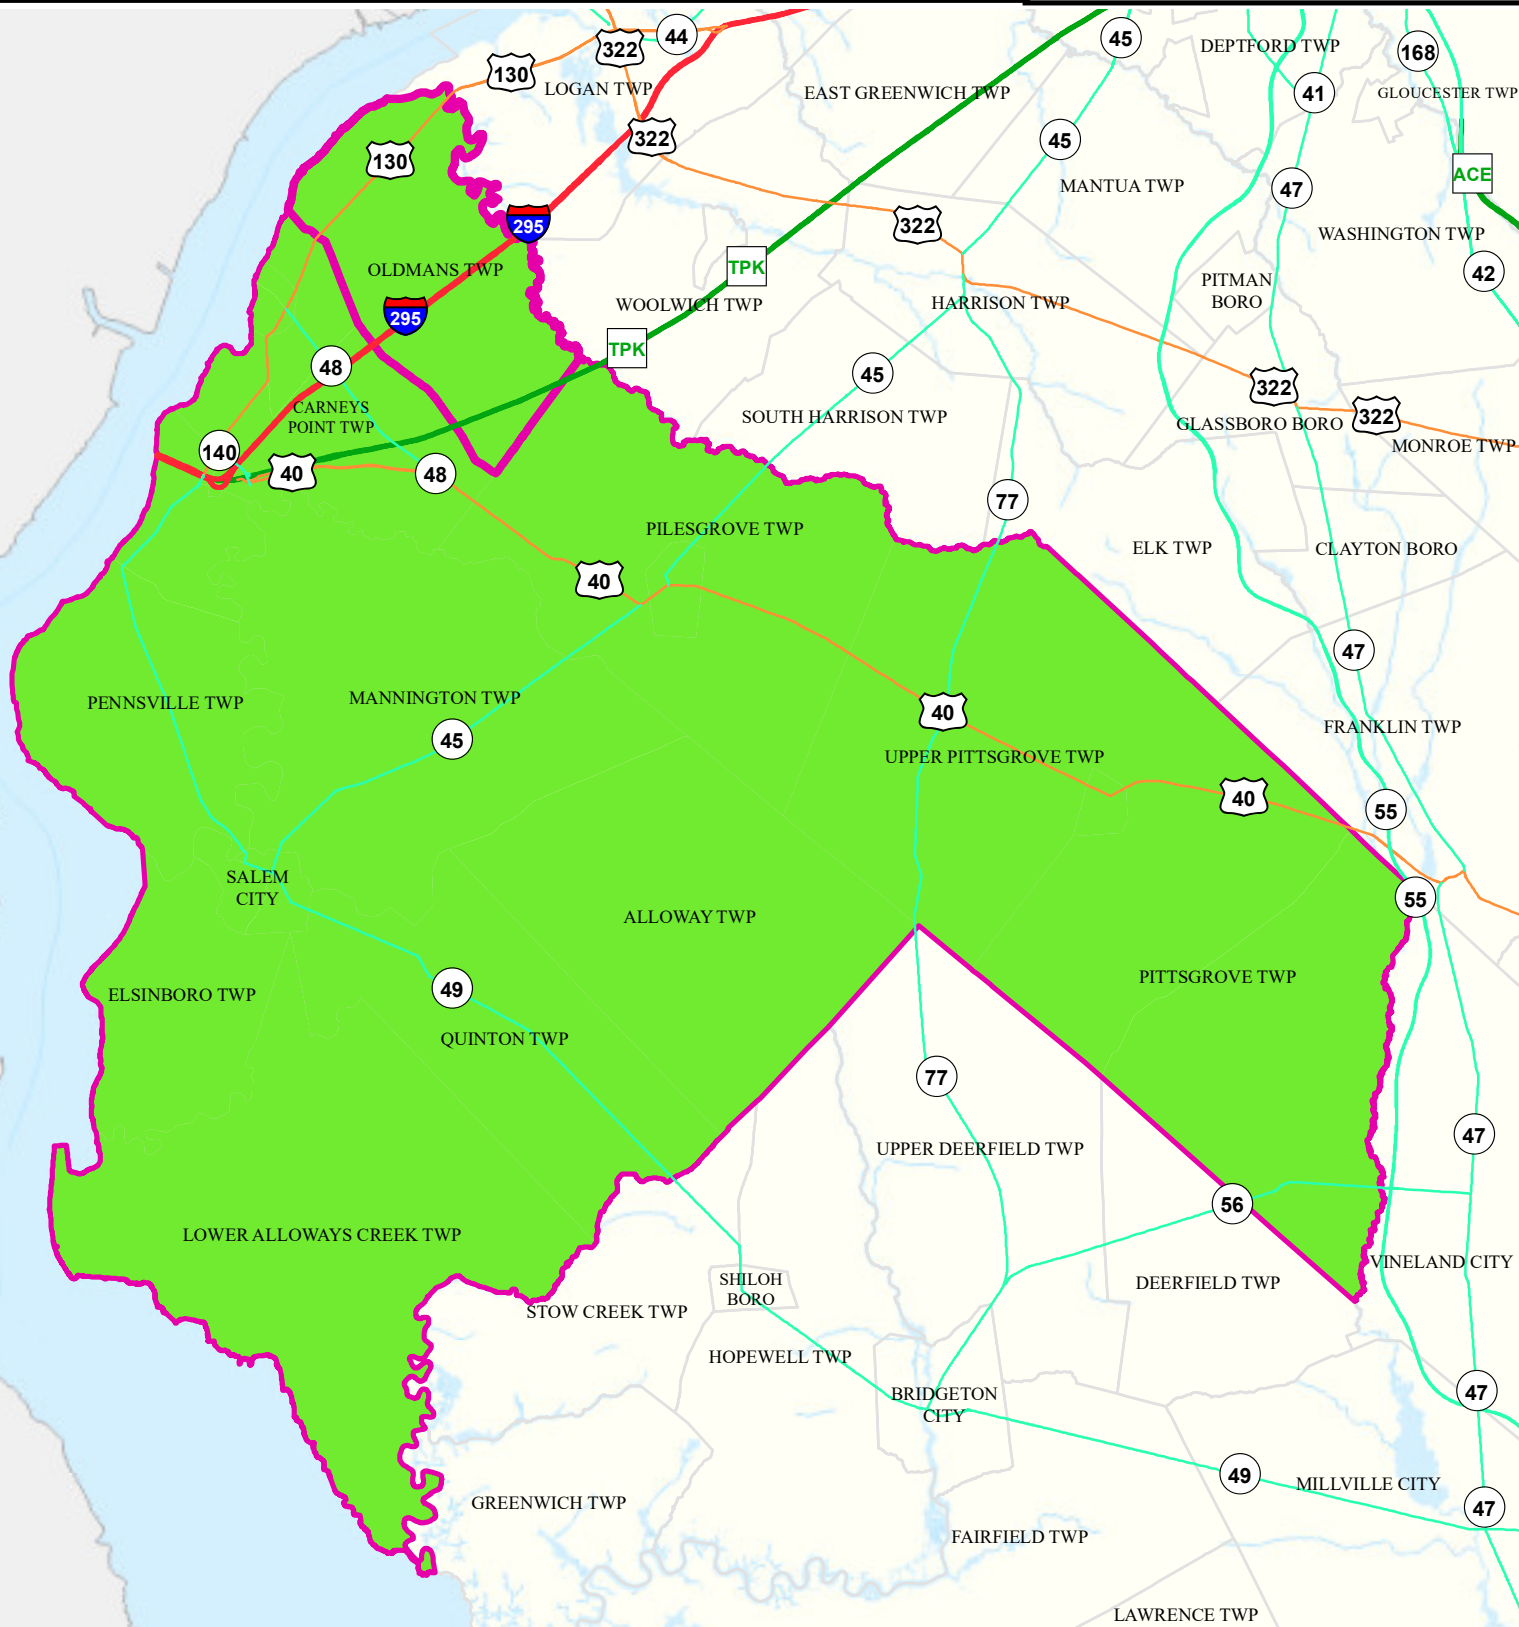 44
45
168
322
130
DEPTFORD TWP
LOGAN TWP
EAST GREENWICH TWP
41
GLOUCESTER TWP
322
45
130
ACE
47
MANTUA TWP
295
322
WASHINGTON TWP
OLDMANS TWP
TPK
42
PITMAN
BORO
WOOLWICH TWP
HARRISON TWP
295
TPK
48
45
322
CARNEYS
POINT TWP
SOUTH HARRISON TWP
322
GLASSBORO BORO
MONROE TWP
140
40
48
77
PILESGROVE TWP
ELK TWP
CLAYTON BORO
40
47
PENNSVILLE TWP
MANNINGTON TWP
40
FRANKLIN TWP
45
UPPER PITTSGROVE TWP
40
55
SALEM
CITY
55
ALLOWAY TWP
PITTSGROVE TWP
ELSINBORO TWP
49
QUINTON TWP
77
47
UPPER DEERFIELD TWP
56
LOWER ALLOWAYS CREEK TWP
VINELAND CITY
SHILOH
BORO
DEERFIELD TWP
STOW CREEK TWP
HOPEWELL TWP
47
BRIDGETON
CITY
49
MILLVILLE CITY
GREENWICH TWP
47
FAIRFIELD TWP
LAWRENCE TWP